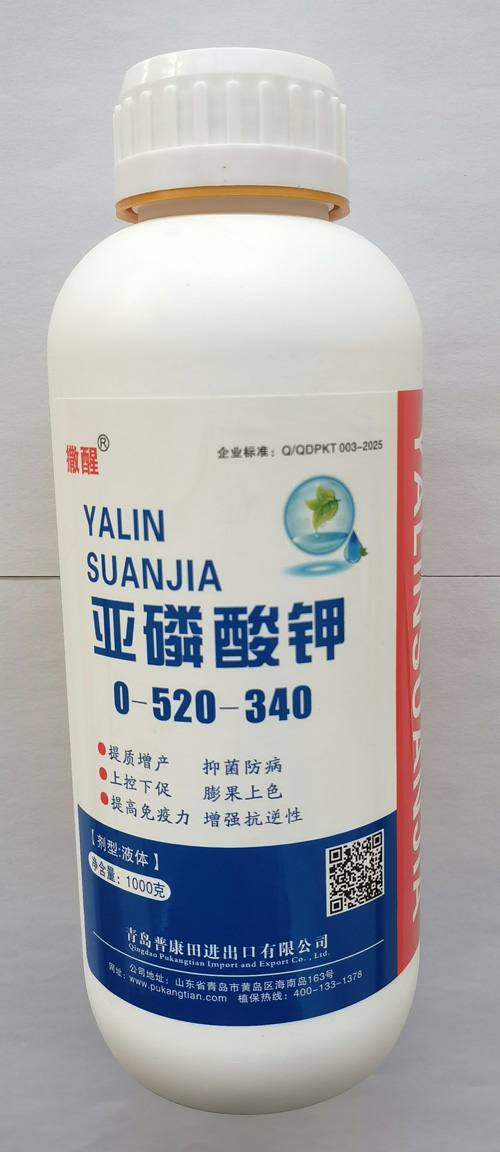 撒醒®
企业标准：Q/QDPKT 003-2025
YALIN
SUANJIA
亚磷酸钾
0-520-340
提质增产 抑菌防病
上控下促 膨果上色
提高免疫力 增强抗逆性
【剂型:液体】
净含量：1000克
青岛普康田进出口有限公司
Qingdao Pukangtian Import and Export Co., Ltd.
公司地址：山东省青岛市黄岛区海南岛163号
网址：www.pukangtian.com 植保热线：400-133-1378
YALINSUANJIA